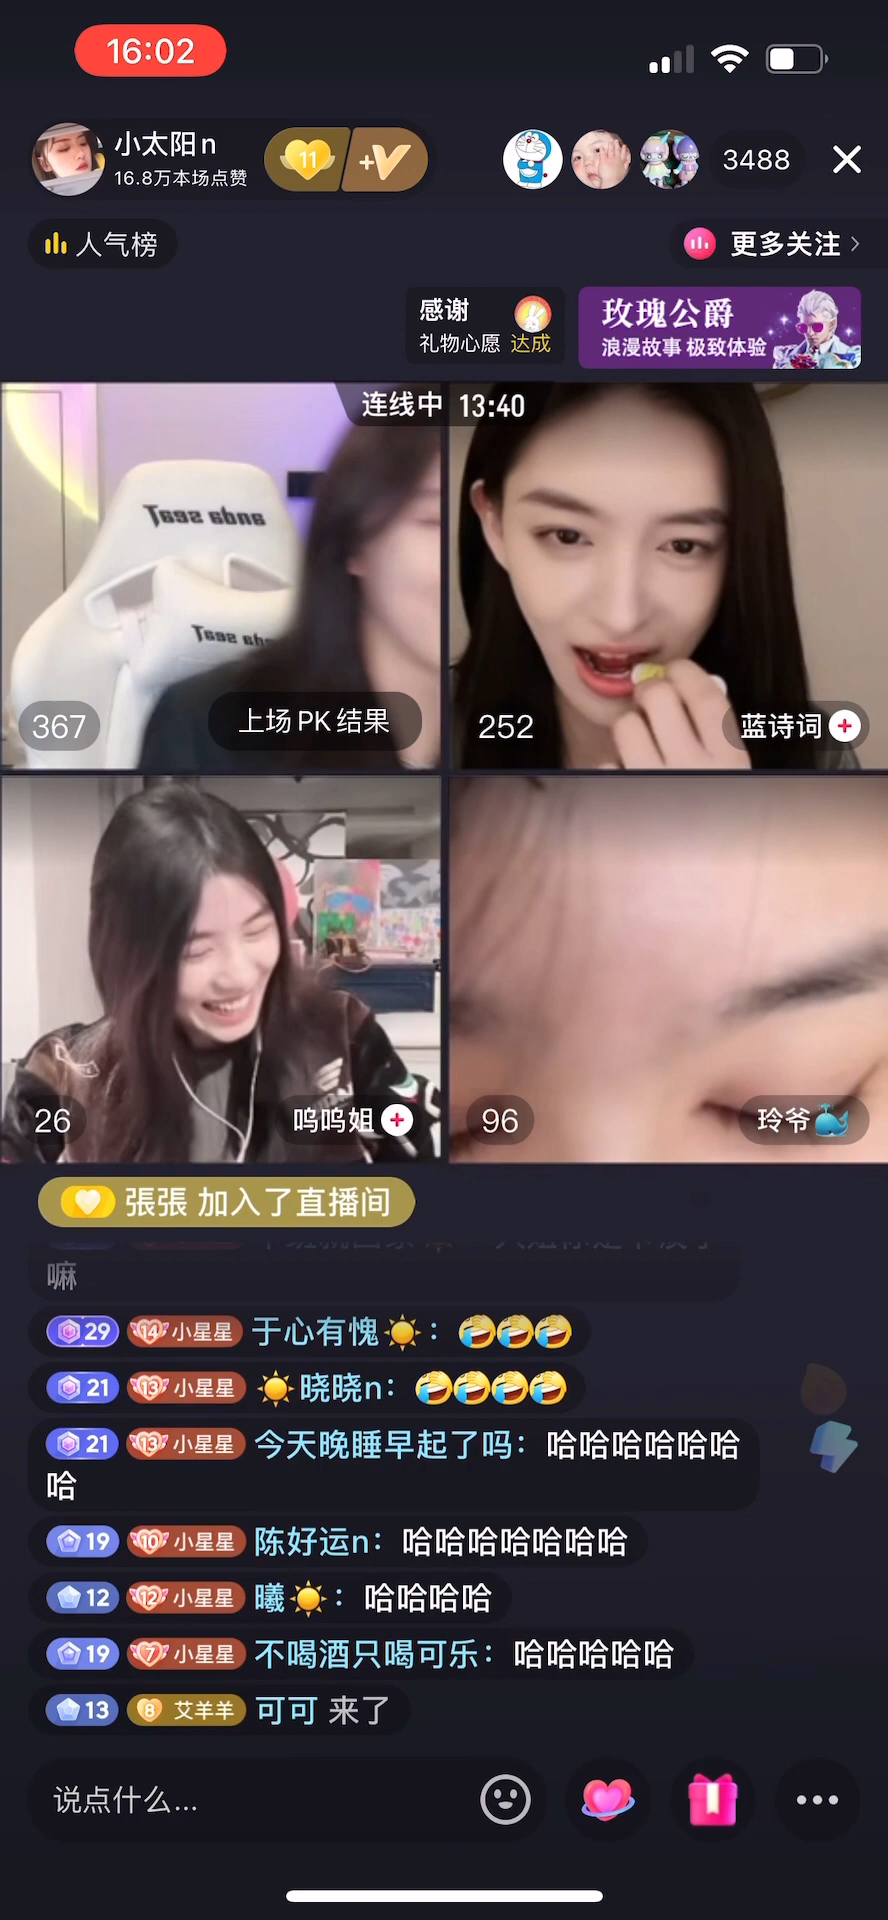 16:02
小太阳n
16.8万本场点赞
11
+V
3488
人气榜
更多关注
感谢
礼物心愿 达成
玫瑰公爵
浪漫故事 极致体验
连线中 13:40
367
上场PK结果
252
蓝诗词
26
呜呜姐
96
玲爷🐳
張張 加入了直播间
嘛
29 14 小星星 于心有愧☀️：🤣🤣🤣
21 13 小星星 ☀️晓晓n：🤣🤣🤣🤣
21 13 小星星 今天晚睡早起了吗：哈哈哈哈哈哈
哈
19 10 小星星 陈好运n：哈哈哈哈哈哈哈
12 12 小星星 曦☀️：哈哈哈哈
19 7 小星星 不喝酒只喝可乐：哈哈哈哈哈
13 8 艾羊羊 可可 来了
说点什么...